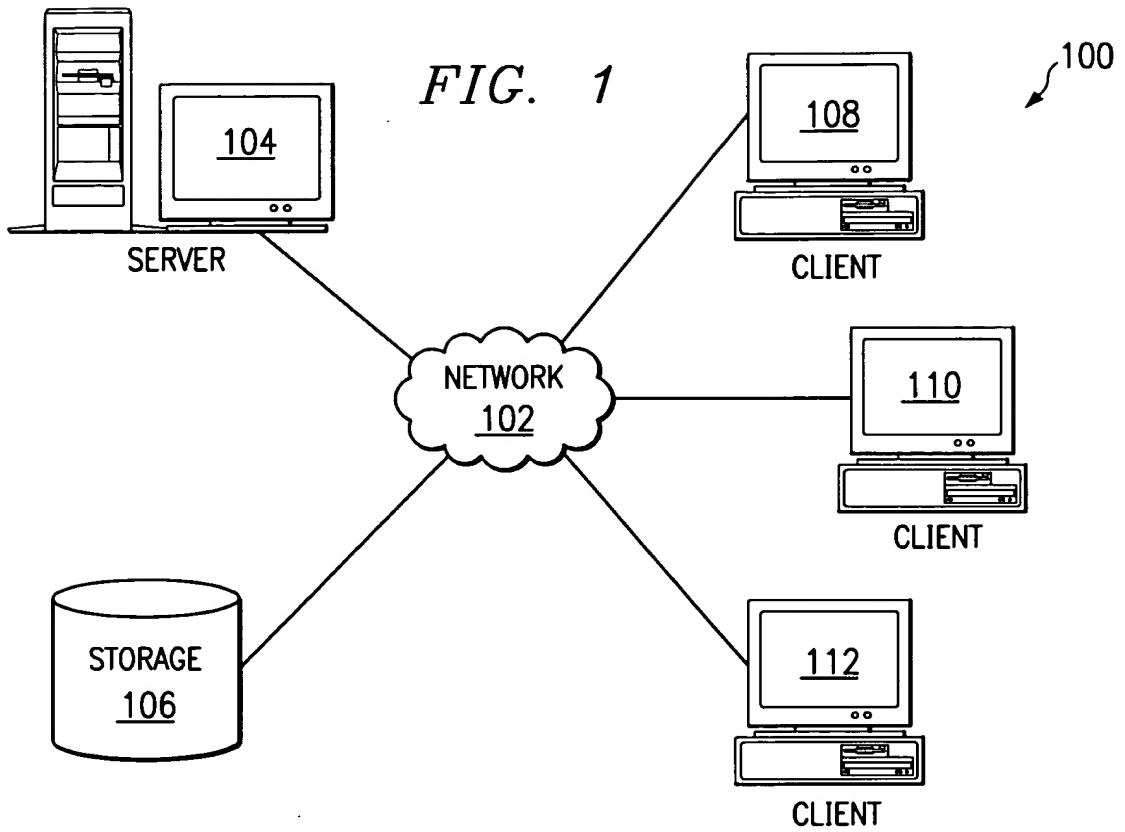 FIG. 1
100
104
SERVER
108
CLIENT
NETWORK
102
110
CLIENT
STORAGE
106
112
CLIENT